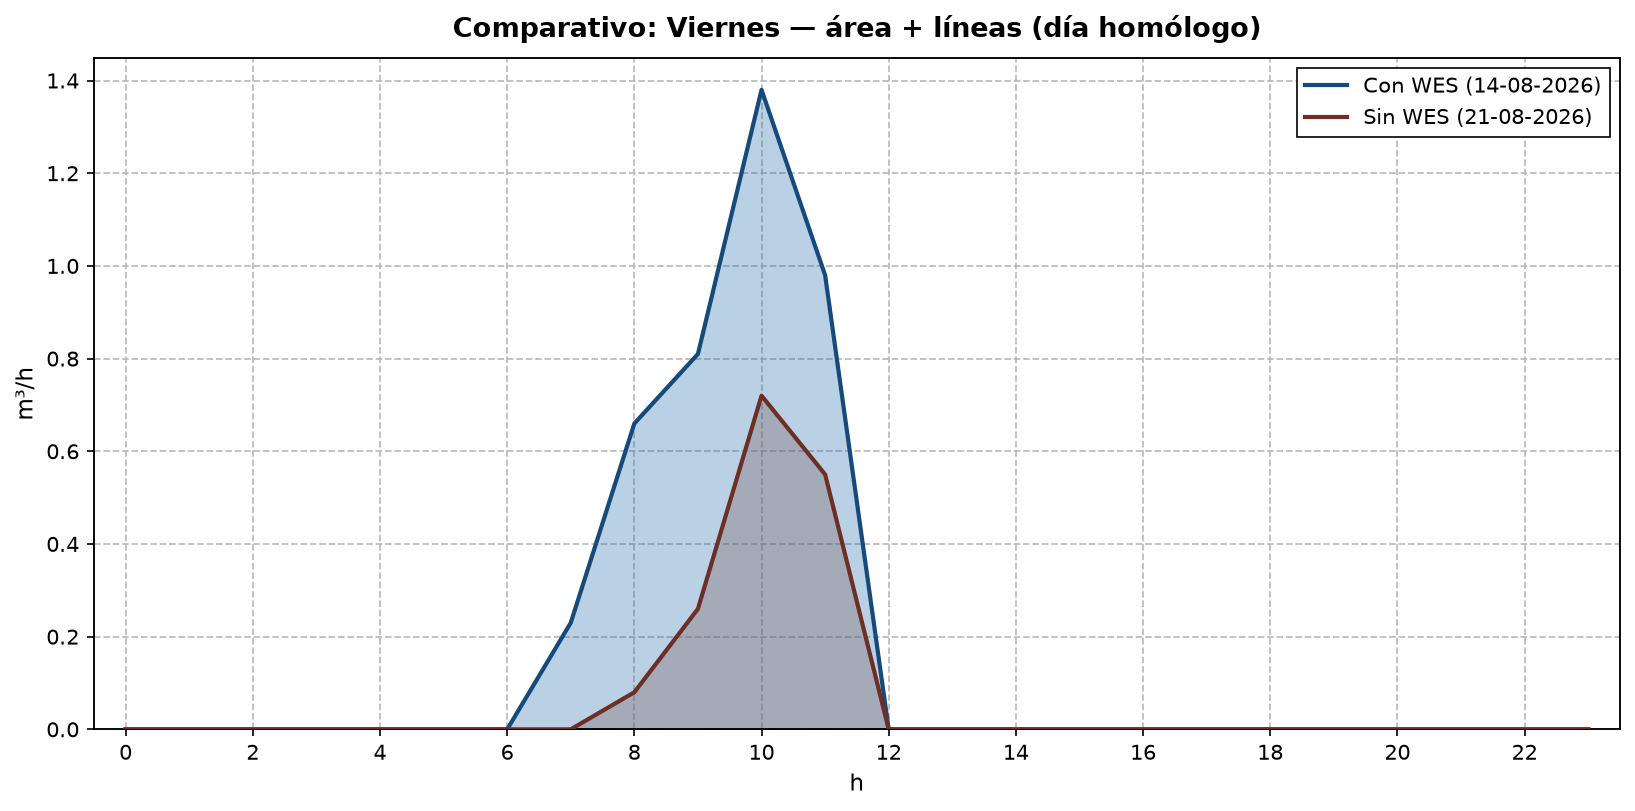 Comparativo: Viernes — área + líneas (día homólogo)
Con WES (14-08-2026)
Sin WES (21-08-2026)
1.4
1.2
1.0
0.8
0.6
0.4
0.2
0.0
m³/h
0 2 4 6 8 10 12 14 16 18 20 22
h